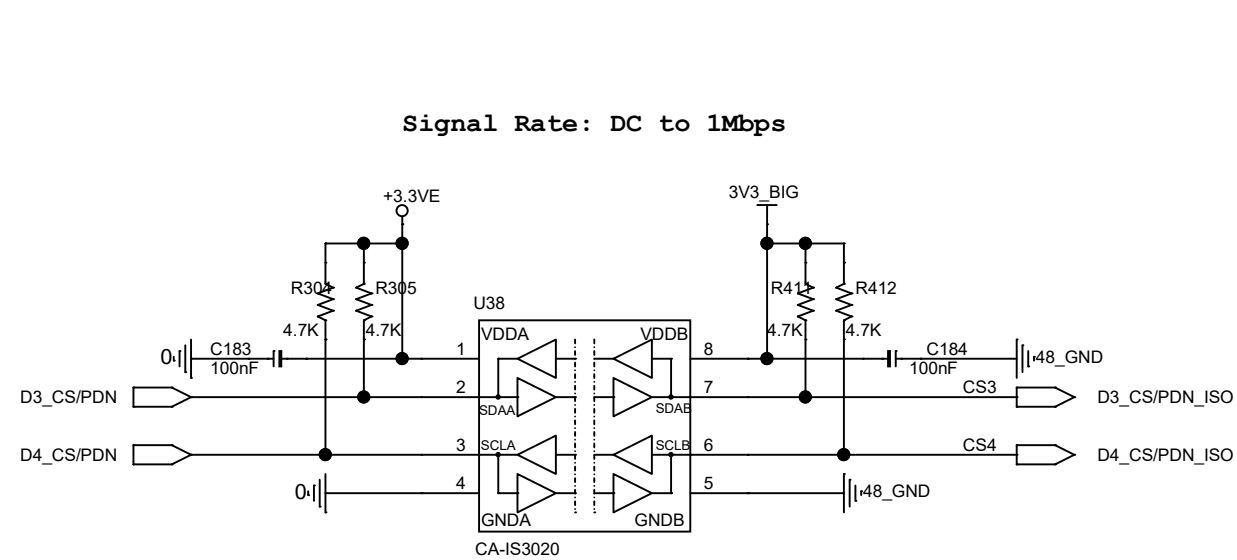 Signal Rate: DC to 1Mbps
+3.3VE
3V3_BIG
R304
R305
R411
R412
U38
4.7K
4.7K
4.7K
4.7K
VDDA
VDDB
0
C183
100nF
1
8
C184
100nF
48_GND
D3_CS/PDN
2
SDAA
SDAB
7
CS3
D3_CS/PDN_ISO
D4_CS/PDN
3
SCLA
SCLB
6
CS4
D4_CS/PDN_ISO
0
4
5
48_GND
GNDA
GNDB
CA-IS3020